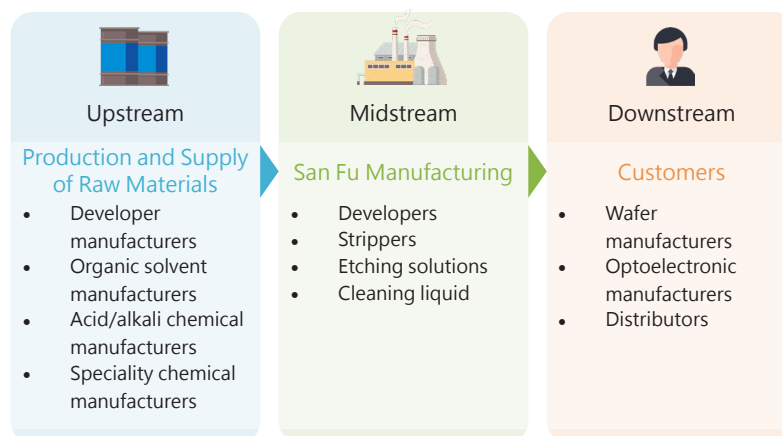 Upstream
Production and Supply
of Raw Materials
• Developer
manufacturers
• Organic solvent
manufacturers
• Acid/alkali chemical
manufacturers
• Speciality chemical
manufacturers
Midstream
San Fu Manufacturing
• Developers
• Strippers
• Etching solutions
• Cleaning liquid
Downstream
Customers
• Wafer
manufacturers
• Optoelectronic
manufacturers
• Distributors